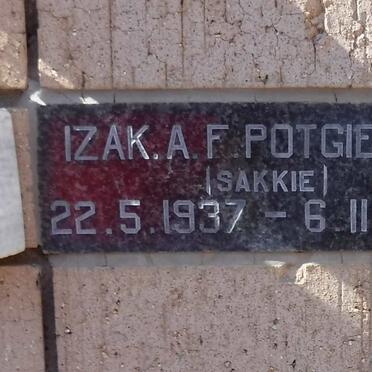 IZAK.A.F.POTGIE
(SAKKIE)
22.5.1937 - 6.11